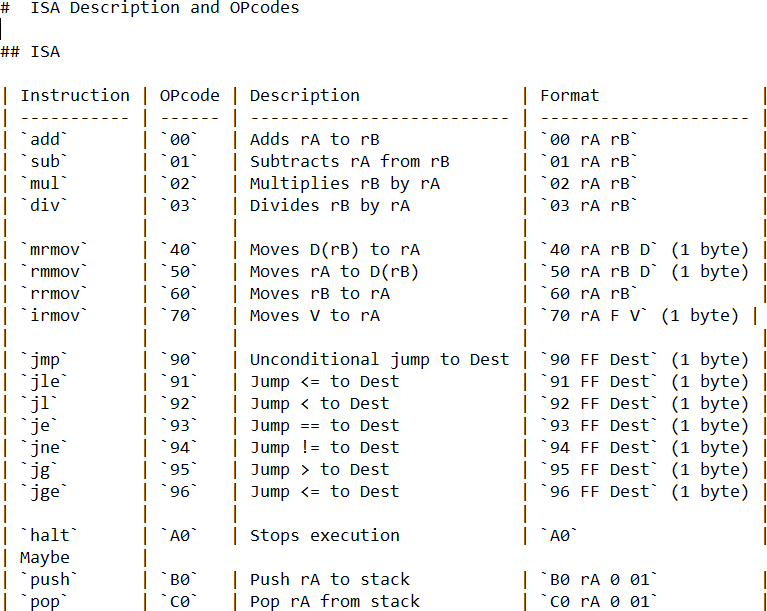 #  ISA Description and OPcodes
## ISA
| Instruction | OPcode | Description                | Format               |
| ----------- | ------ | -------------------------- | --------------------- |
| `add`       | `00`   | Adds rA to rB              | `00 rA rB`            |
| `sub`       | `01`   | Subtracts rA from rB       | `01 rA rB`            |
| `mul`       | `02`   | Multiplies rB by rA        | `02 rA rB`            |
| `div`       | `03`   | Divides rB by rA           | `03 rA rB`            |
|             |        |                            |                       |
| `mrmov`     | `40`   | Moves D(rB) to rA          | `40 rA rB D` (1 byte) |
| `rmmov`     | `50`   | Moves rA to D(rB)          | `50 rA rB D` (1 byte) |
| `rrmov`     | `60`   | Moves rB to rA             | `60 rA rB`            |
| `irmov`     | `70`   | Moves V to rA              | `70 rA F V` (1 byte) |
|             |        |                            |                       |
| `jmp`       | `90`   | Unconditional jump to Dest | `90 FF Dest` (1 byte) |
| `jle`       | `91`   | Jump <= to Dest            | `91 FF Dest` (1 byte) |
| `jl`        | `92`   | Jump < to Dest             | `92 FF Dest` (1 byte) |
| `je`        | `93`   | Jump == to Dest            | `93 FF Dest` (1 byte) |
| `jne`       | `94`   | Jump != to Dest            | `94 FF Dest` (1 byte) |
| `jg`        | `95`   | Jump > to Dest             | `95 FF Dest` (1 byte) |
| `jge`       | `96`   | Jump <= to Dest            | `96 FF Dest` (1 byte) |
|             |        |                            |                       |
| `halt`      | `A0`   | Stops execution            | `A0`                  |
| Maybe       |
| `push`      | `B0`   | Push rA to stack           | `B0 rA 0 01`          |
| `pop`       | `C0`   | Pop rA from stack          | `C0 rA 0 01`          |